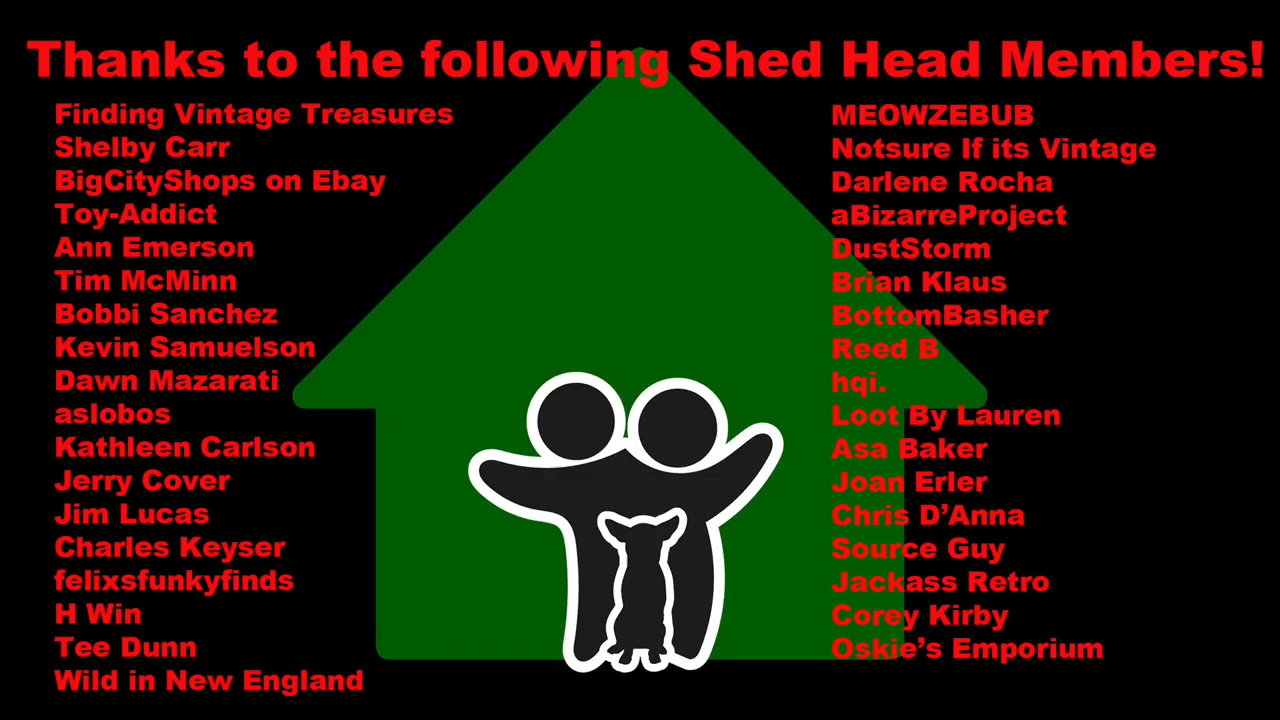 Thanks to the following Shed Head Members!
Finding Vintage Treasures
Shelby Carr
BigCityShops on Ebay
Toy-Addict
Ann Emerson
Tim McMinn
Bobbi Sanchez
Kevin Samuelson
Dawn Mazarati
aslobos
Kathleen Carlson
Jerry Cover
Jim Lucas
Charles Keyser
felixsfunkyfinds
H Win
Tee Dunn
Wild in New England
MEOWZEBUB
Notsure If its Vintage
Darlene Rocha
aBizarreProject
DustStorm
Brian Klaus
BottomBasher
Reed B
hqi.
Loot By Lauren
Asa Baker
Joan Erler
Chris D’Anna
Source Guy
Jackass Retro
Corey Kirby
Oskie’s Emporium